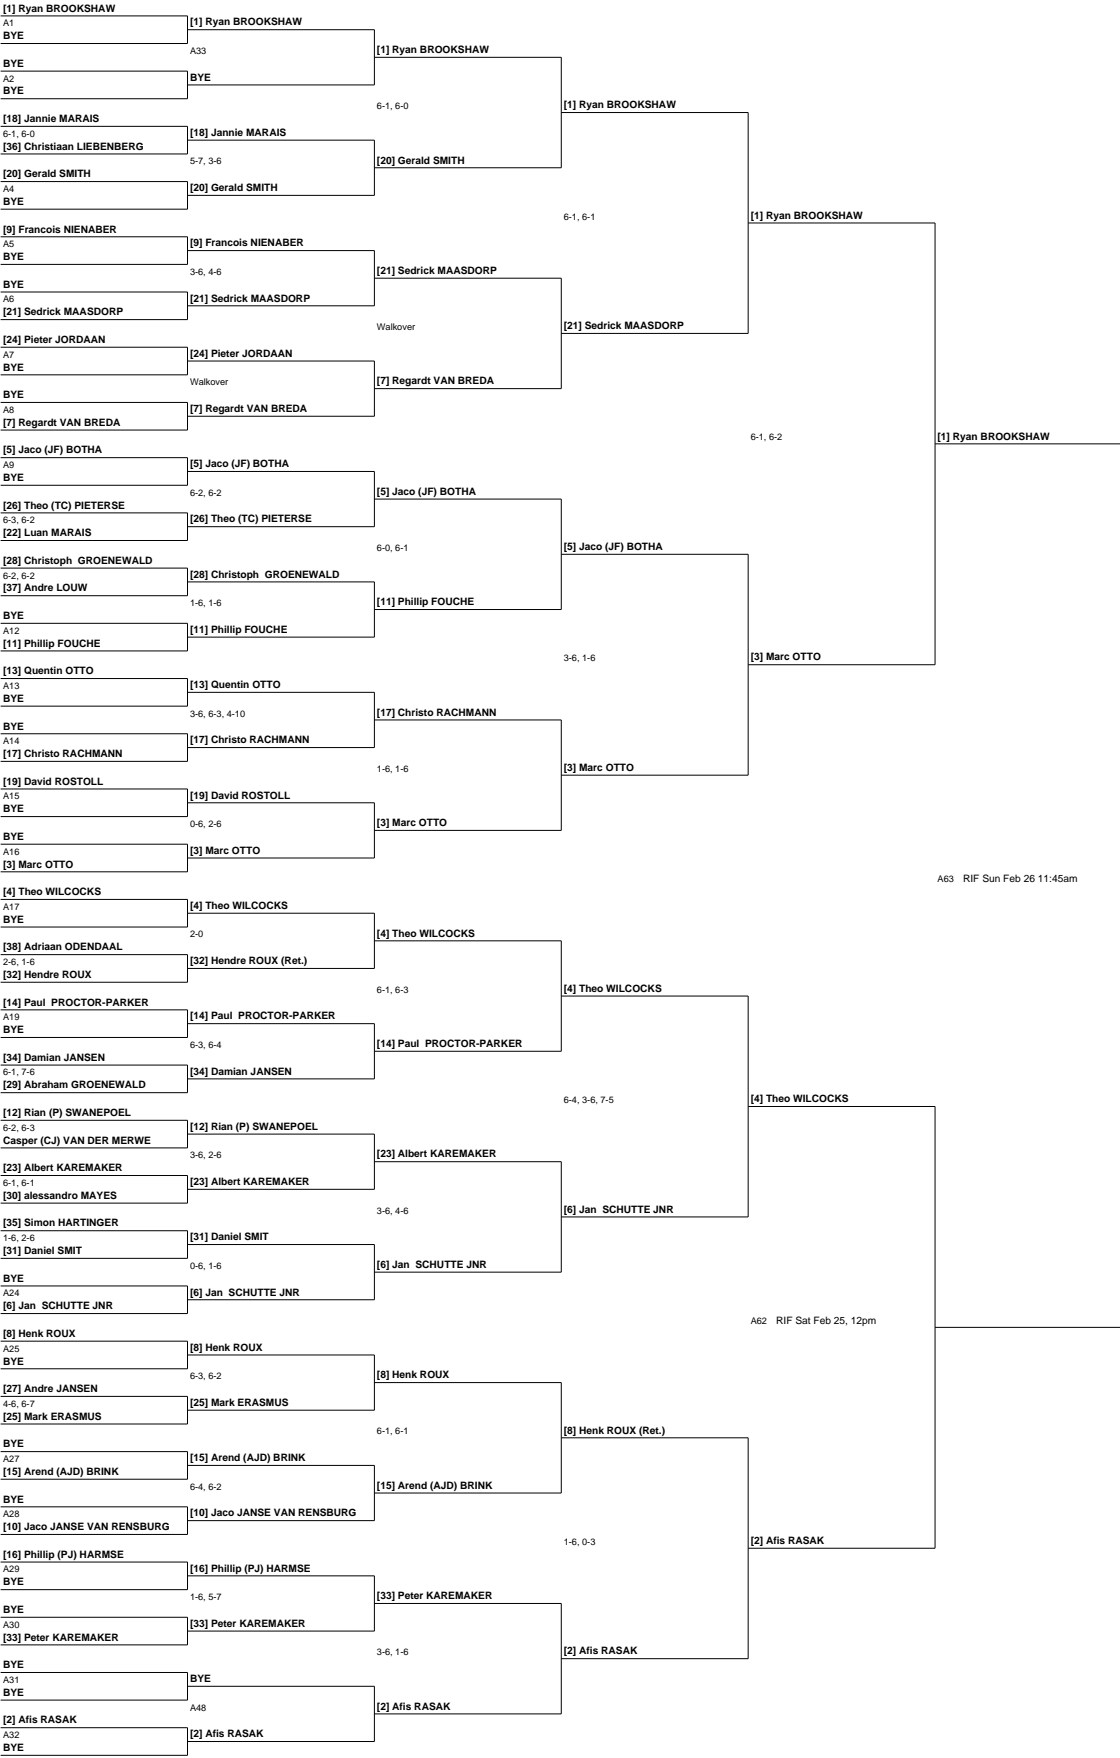 [1] Ryan BROOKSHAW
A1
BYE
BYE
A2
BYE
[18] Jannie MARAIS
6-1, 6-0
[36] Christiaan LIEBENBERG
[20] Gerald SMITH
A4
BYE
[9] Francois NIENABER
A5
BYE
BYE
A6
[21] Sedrick MAASDORP
[24] Pieter JORDAAN
A7
BYE
BYE
A8
[7] Regardt VAN BREDA
[5] Jaco (JF) BOTHA
A9
BYE
[26] Theo (TC) PIETERSE
6-3, 6-2
[22] Luan MARAIS
[28] Christoph  GROENEWALD
6-2, 6-2
[37] Andre LOUW
BYE
A12
[11] Phillip FOUCHE
[13] Quentin OTTO
A13
BYE
BYE
A14
[17] Christo RACHMANN
[19] David ROSTOLL
A15
BYE
BYE
A16
[3] Marc OTTO
[4] Theo WILCOCKS
A17
BYE
[38] Adriaan ODENDAAL
2-6, 1-6
[32] Hendre ROUX
[14] Paul  PROCTOR-PARKER
A19
BYE
[34] Damian JANSEN
6-1, 7-6
[29] Abraham GROENEWALD
[12] Rian (P) SWANEPOEL
6-2, 6-3
Casper (CJ) VAN DER MERWE
[23] Albert KAREMAKER
6-1, 6-1
[30] alessandro MAYES
[35] Simon HARTINGER
1-6, 2-6
[31] Daniel SMIT
BYE
A24
[6] Jan  SCHUTTE JNR
[8] Henk ROUX
A25
BYE
[27] Andre JANSEN
4-6, 6-7
[25] Mark ERASMUS
BYE
A27
[15] Arend (AJD) BRINK
BYE
A28
[10] Jaco JANSE VAN RENSBURG
[16] Phillip (PJ) HARMSE
A29
BYE
BYE
A30
[33] Peter KAREMAKER
BYE
A31
BYE
[2] Afis RASAK
A32
BYE
[1] Ryan BROOKSHAW
A33
BYE
[18] Jannie MARAIS
5-7, 3-6
[20] Gerald SMITH
[9] Francois NIENABER
3-6, 4-6
[21] Sedrick MAASDORP
[24] Pieter JORDAAN
Walkover
[7] Regardt VAN BREDA
[5] Jaco (JF) BOTHA
6-2, 6-2
[26] Theo (TC) PIETERSE
[28] Christoph  GROENEWALD
1-6, 1-6
[11] Phillip FOUCHE
[13] Quentin OTTO
3-6, 6-3, 4-10
[17] Christo RACHMANN
[19] David ROSTOLL
0-6, 2-6
[3] Marc OTTO
[4] Theo WILCOCKS
2-0
[32] Hendre ROUX (Ret.)
[14] Paul  PROCTOR-PARKER
6-3, 6-4
[34] Damian JANSEN
[12] Rian (P) SWANEPOEL
3-6, 2-6
[23] Albert KAREMAKER
[31] Daniel SMIT
0-6, 1-6
[6] Jan  SCHUTTE JNR
[8] Henk ROUX
6-3, 6-2
[25] Mark ERASMUS
[15] Arend (AJD) BRINK
6-4, 6-2
[10] Jaco JANSE VAN RENSBURG
[16] Phillip (PJ) HARMSE
1-6, 5-7
[33] Peter KAREMAKER
BYE
A48
[2] Afis RASAK
[1] Ryan BROOKSHAW
6-1, 6-0
[20] Gerald SMITH
[21] Sedrick MAASDORP
Walkover
[7] Regardt VAN BREDA
[5] Jaco (JF) BOTHA
6-0, 6-1
[11] Phillip FOUCHE
[17] Christo RACHMANN
1-6, 1-6
[3] Marc OTTO
[4] Theo WILCOCKS
6-1, 6-3
[14] Paul  PROCTOR-PARKER
[23] Albert KAREMAKER
3-6, 4-6
[6] Jan  SCHUTTE JNR
[8] Henk ROUX
6-1, 6-1
[15] Arend (AJD) BRINK
[33] Peter KAREMAKER
3-6, 1-6
[2] Afis RASAK
[1] Ryan BROOKSHAW
6-1, 6-1
[21] Sedrick MAASDORP
[5] Jaco (JF) BOTHA
3-6, 1-6
[3] Marc OTTO
[4] Theo WILCOCKS
6-4, 3-6, 7-5
[6] Jan  SCHUTTE JNR
[8] Henk ROUX (Ret.)
1-6, 0-3
[2] Afis RASAK
[1] Ryan BROOKSHAW
6-1, 6-2
[3] Marc OTTO
[4] Theo WILCOCKS
A62   RIF Sat Feb 25, 12pm
[2] Afis RASAK
[1] Ryan BROOKSHAW
A63   RIF Sun Feb 26 11:45am